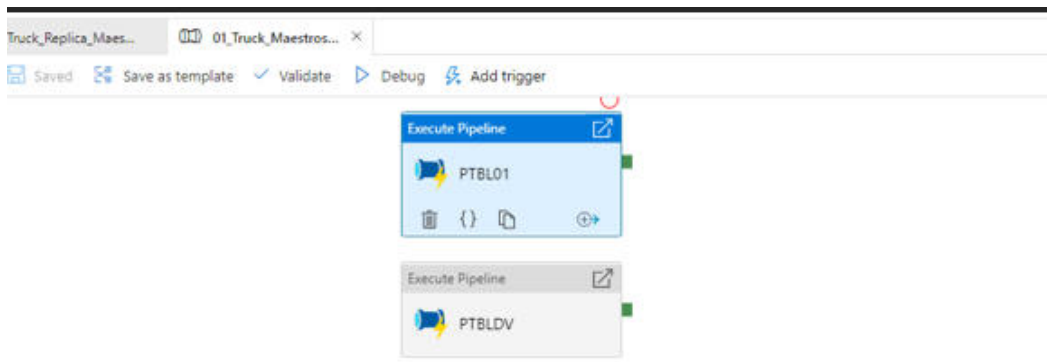 Truck_Replica_Maes... 01_Truck_Maestros...
Saved Save as template Validate Debug Add trigger
Execute Pipeline
PTBL01
Execute Pipeline
PTBLDV